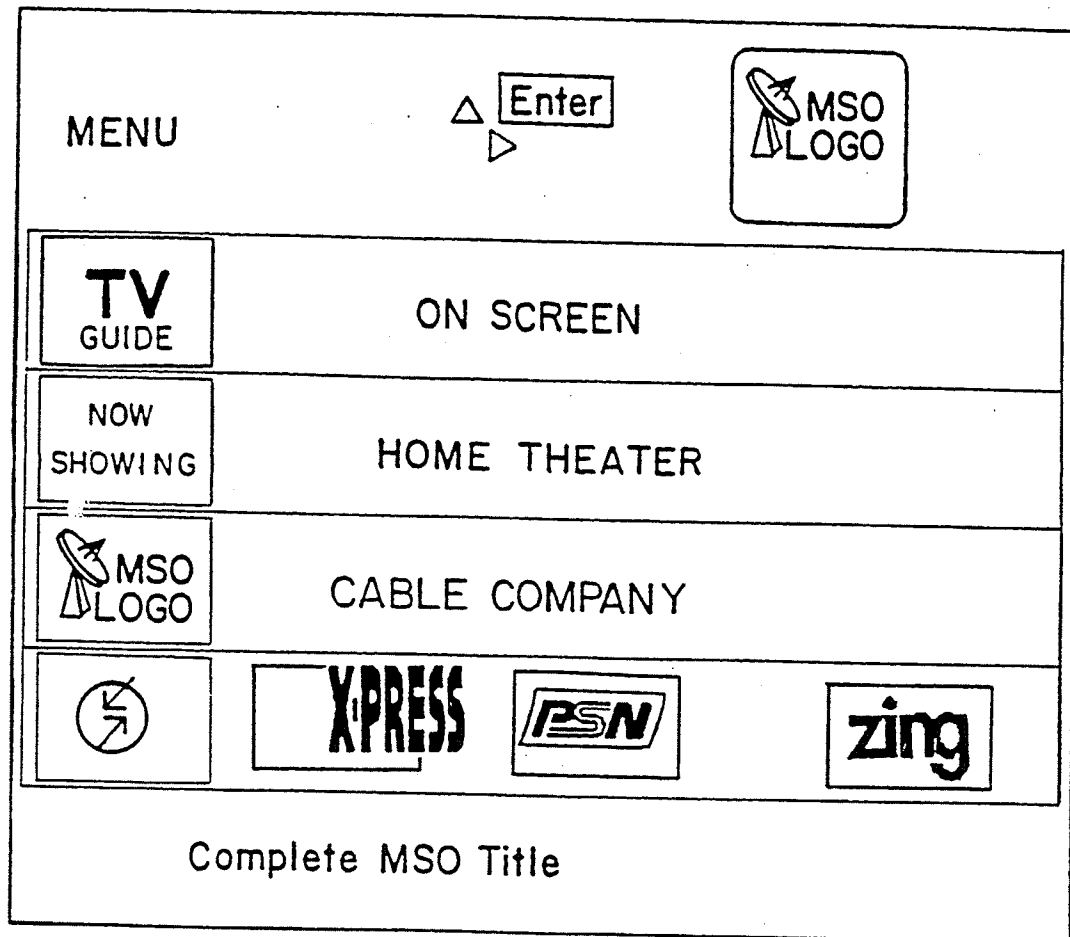 MENU
Enter
MSO
LOGO
TV
GUIDE
ON SCREEN
NOW
SHOWING
HOME THEATER
MSO
LOGO
CABLE COMPANY
X•PRESS
PSN
zing
Complete MSO Title